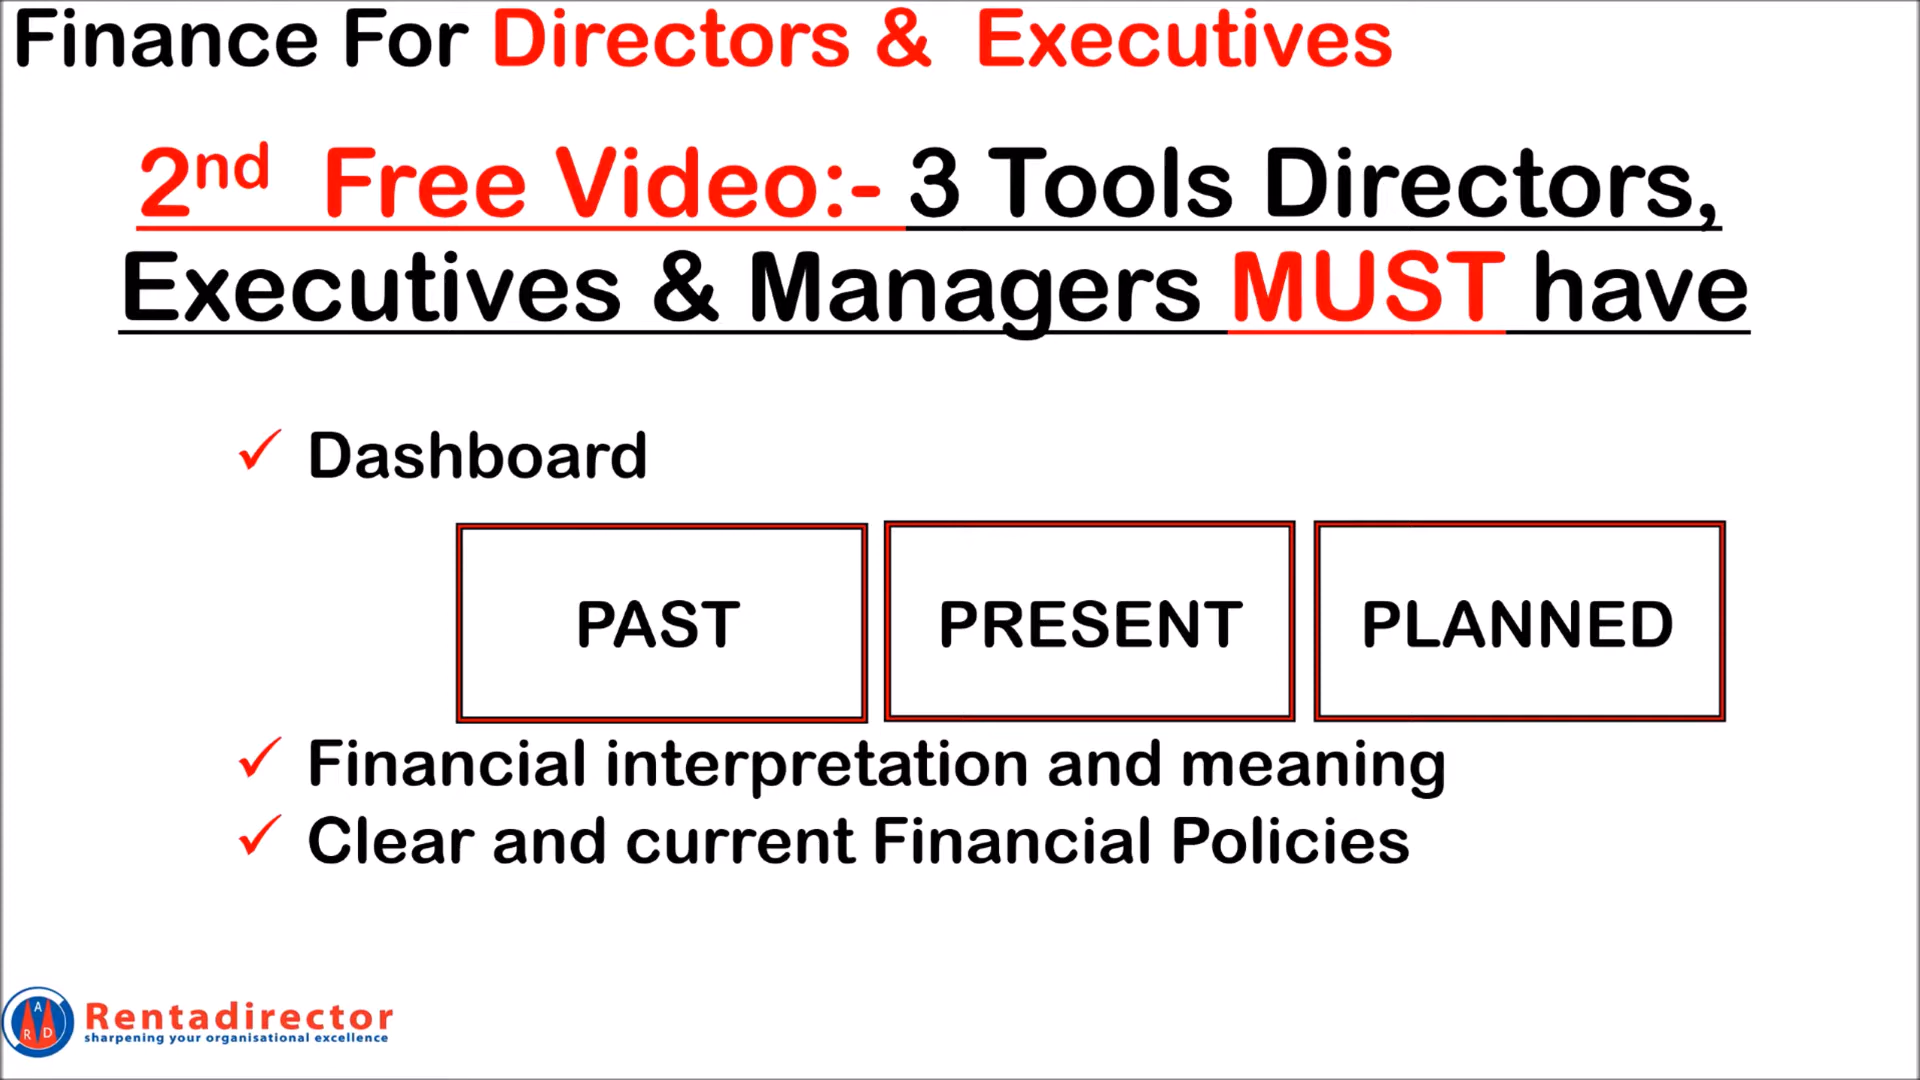 Finance For Directors & Executives
2nd Free Video:- 3 Tools Directors,
Executives & Managers MUST have
✓ Dashboard
PAST PRESENT PLANNED
✓ Financial interpretation and meaning
✓ Clear and current Financial Policies
A
R D
Rentadirector
sharpening your organisational excellence